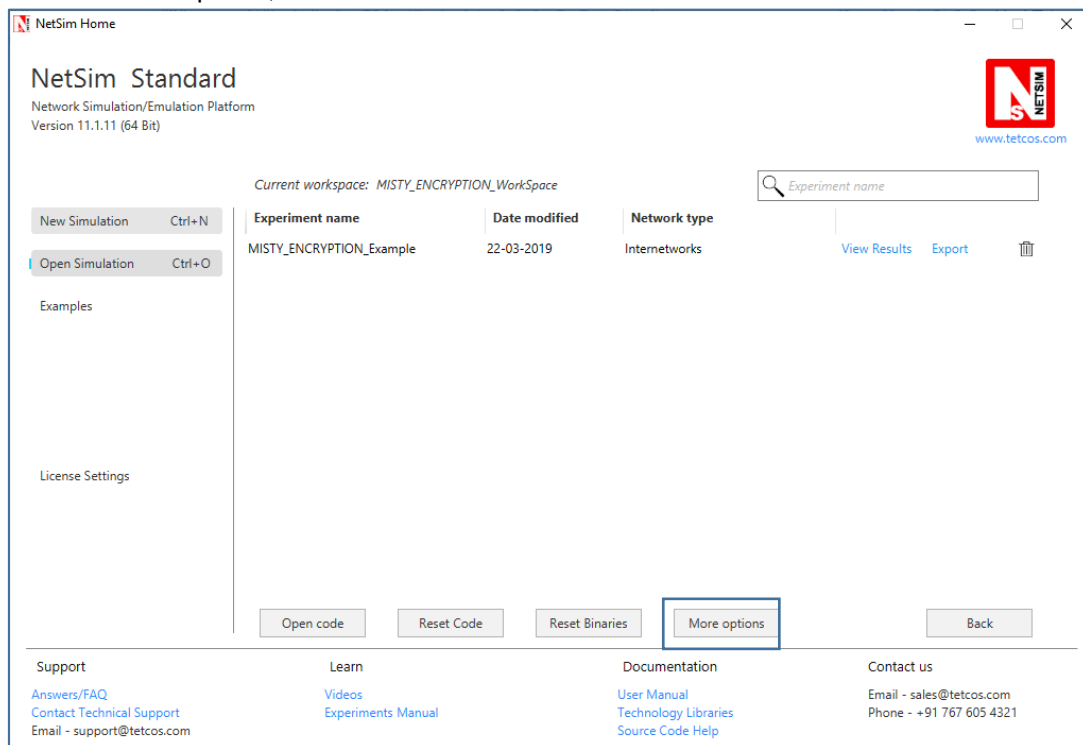 NetSim Home
NetSim Standard
Network Simulation/Emulation Platform
Version 11.1.11 (64 Bit)
NETSIM
www.tetcos.com
Current workspace: MISTY_ENCRYPTION_WorkSpace
Experiment name
New Simulation Ctrl+N
Experiment name Date modified Network type
MISTY_ENCRYPTION_Example 22-03-2019 Internetworks View Results Export
Open Simulation Ctrl+O
Examples
License Settings
Open code Reset Code Reset Binaries More options Back
Support Learn Documentation Contact us
Answers/FAQ Videos User Manual Email - sales@tetcos.com
Contact Technical Support Experiments Manual Technology Libraries Phone - +91 767 605 4321
Email - support@tetcos.com Source Code Help